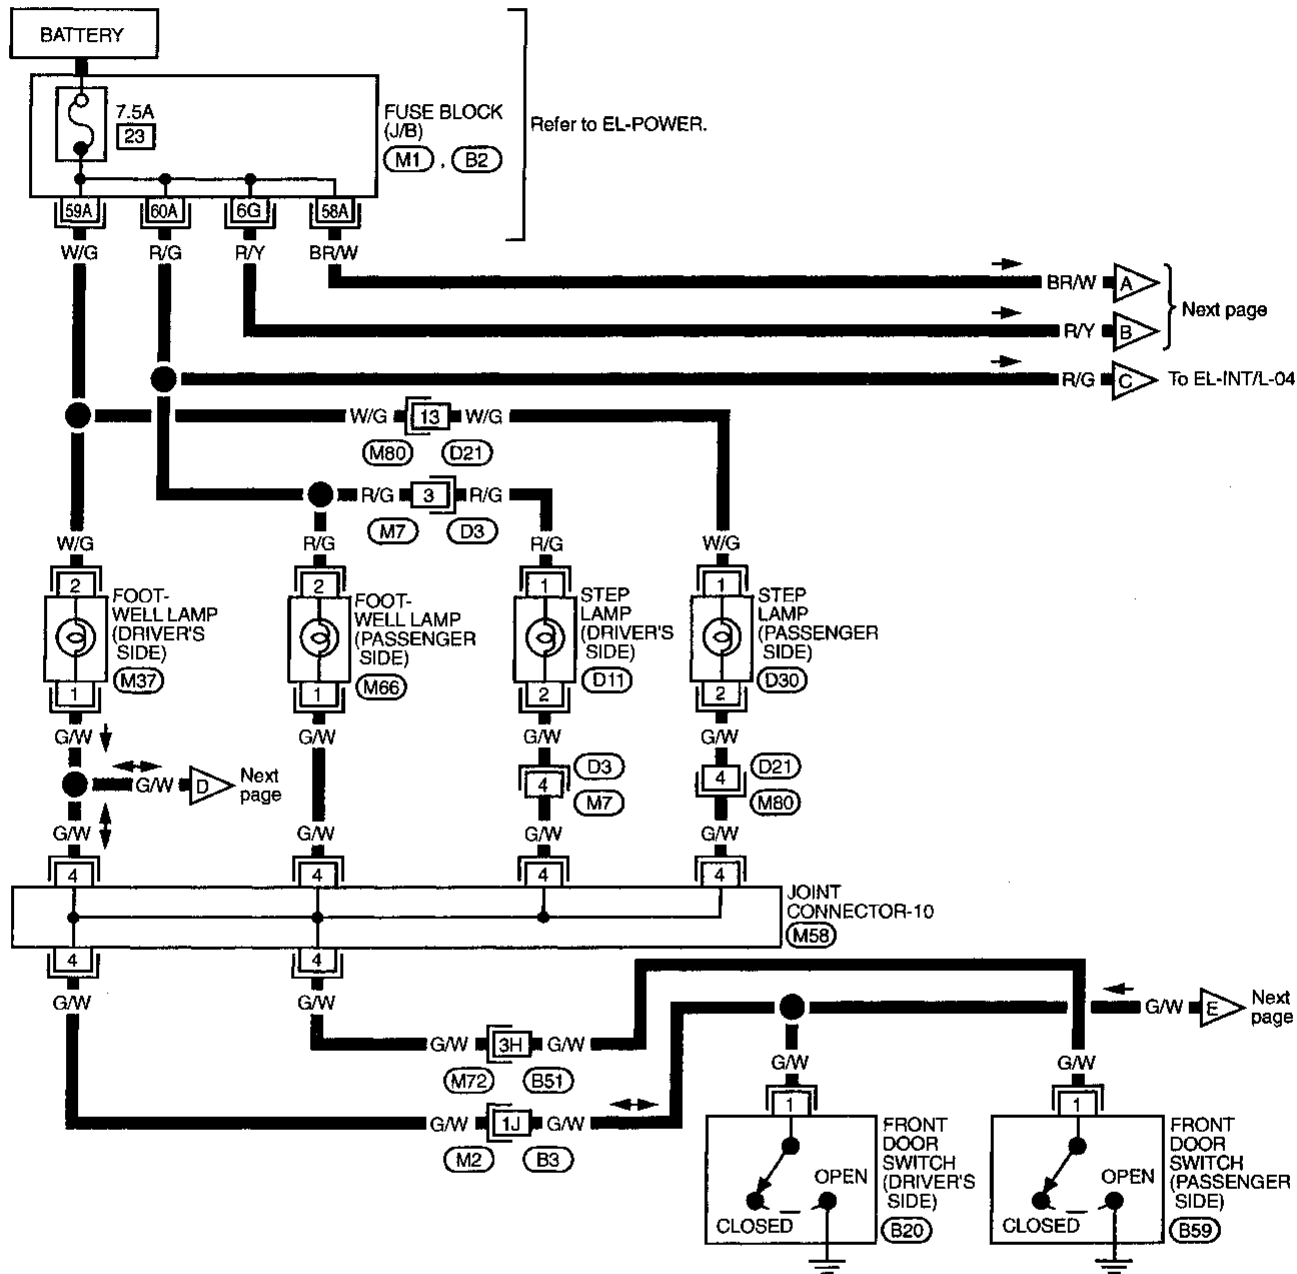 BATTERY
7.5A
23
FUSE BLOCK
(J/B)
M1 , B2
Refer to EL-POWER.
59A 60A 6G 58A
W/G R/G R/Y BR/W
BR/W A
Next page
R/Y B
R/G C To EL-INT/L-04
W/G 13 W/G
M80 D21
R/G 3 R/G
M7 D3
W/G R/G R/G W/G
2 2 1 1
FOOT-
WELL LAMP
(DRIVER'S
SIDE)
M37
FOOT-
WELL LAMP
(PASSENGER
SIDE)
M66
STEP
LAMP
(DRIVER'S
SIDE)
D11
STEP
LAMP
(PASSENGER
SIDE)
D30
1 1 2 2
G/W G/W G/W
G/W D Next
page
4 D3
M7
4 D21
M80
G/W G/W G/W G/W
4 4 4 4
JOINT
CONNECTOR-10
M58
4 4
G/W G/W
G/W E Next
page
G/W 3H G/W
M72 B51
G/W G/W
G/W 1J G/W
M2 B3
1 1
FRONT
DOOR
SWITCH
(DRIVER'S
SIDE)
B20
OPEN
CLOSED
FRONT
DOOR
SWITCH
(PASSENGER
SIDE)
B59
OPEN
CLOSED